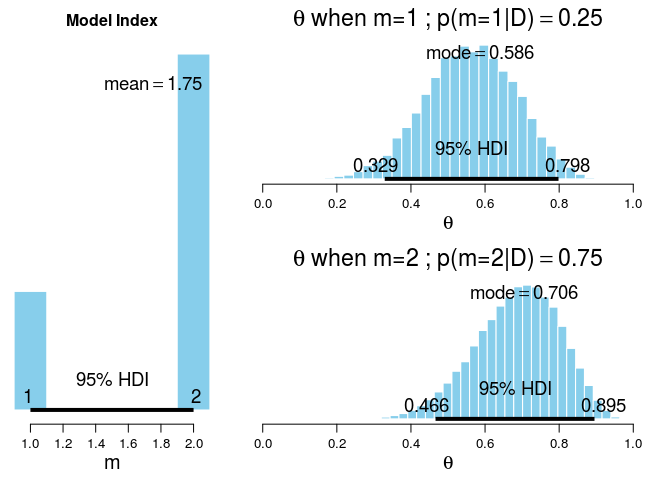 Model Index
mean = 1.75
95% HDI
1 2
1.0 1.2 1.4 1.6 1.8 2.0
m
θ when m=1 ; p(m=1|D) = 0.25
mode = 0.586
95% HDI
0.329 0.798
0.0 0.2 0.4 0.6 0.8 1.0
θ
θ when m=2 ; p(m=2|D) = 0.75
mode = 0.706
95% HDI
0.466 0.895
0.0 0.2 0.4 0.6 0.8 1.0
θ